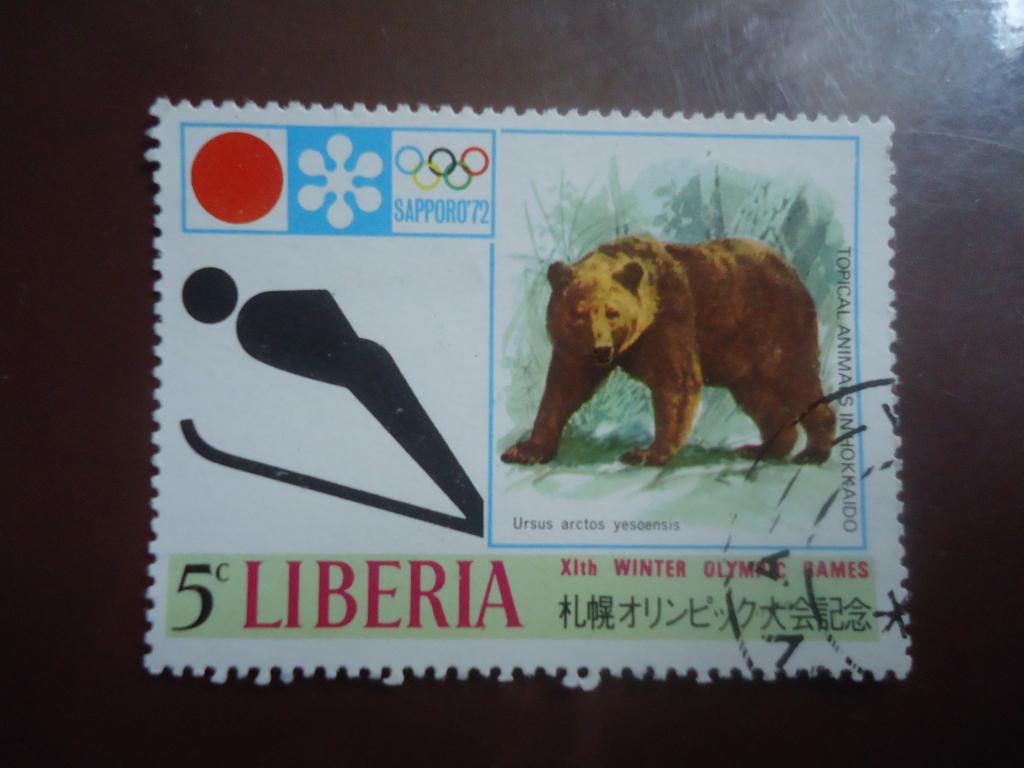 SAPPORO'72
TOPICAL ANIMALS IN HOKKAIDO
Ursus arctos yesoensis
5c LIBERIA
XIth WINTER OLYMPIC GAMES
札幌オリンピック大会記念